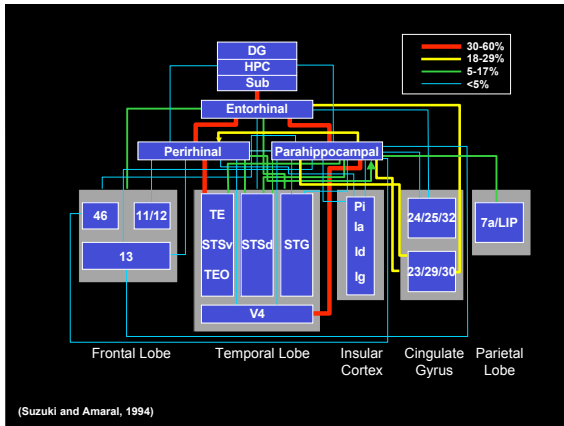 DG
HPC
Sub
30-60%
18-29%
5-17%
<5%
Entorhinal
Perirhinal
Parahippocampal
46
11/12
13
TE
STSv
TEO
STSd
STG
V4
Pi
Ia
Id
Ig
24/25/32
23/29/30
7a/LIP
Frontal Lobe
Temporal Lobe
Insular
Cortex
Cingulate
Gyrus
Parietal
Lobe
(Suzuki and Amaral, 1994)